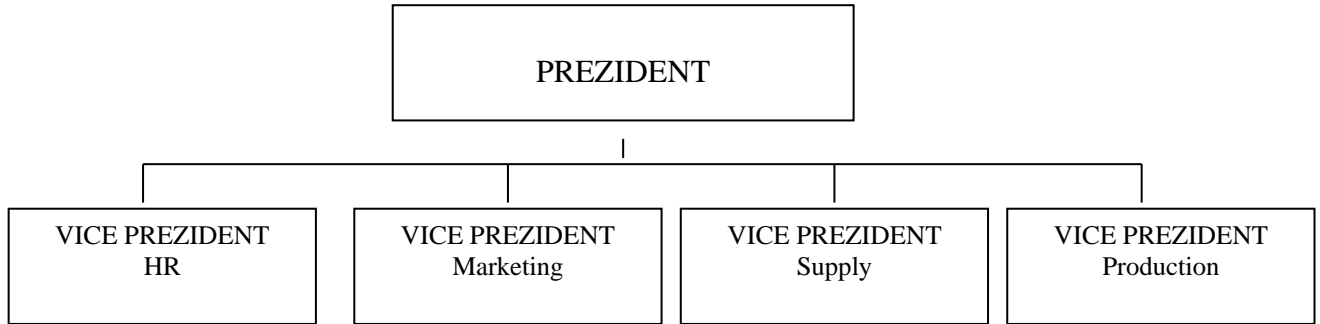 PREZIDENT
VICE PREZIDENT
HR
VICE PREZIDENT
Marketing
VICE PREZIDENT
Supply
VICE PREZIDENT
Production